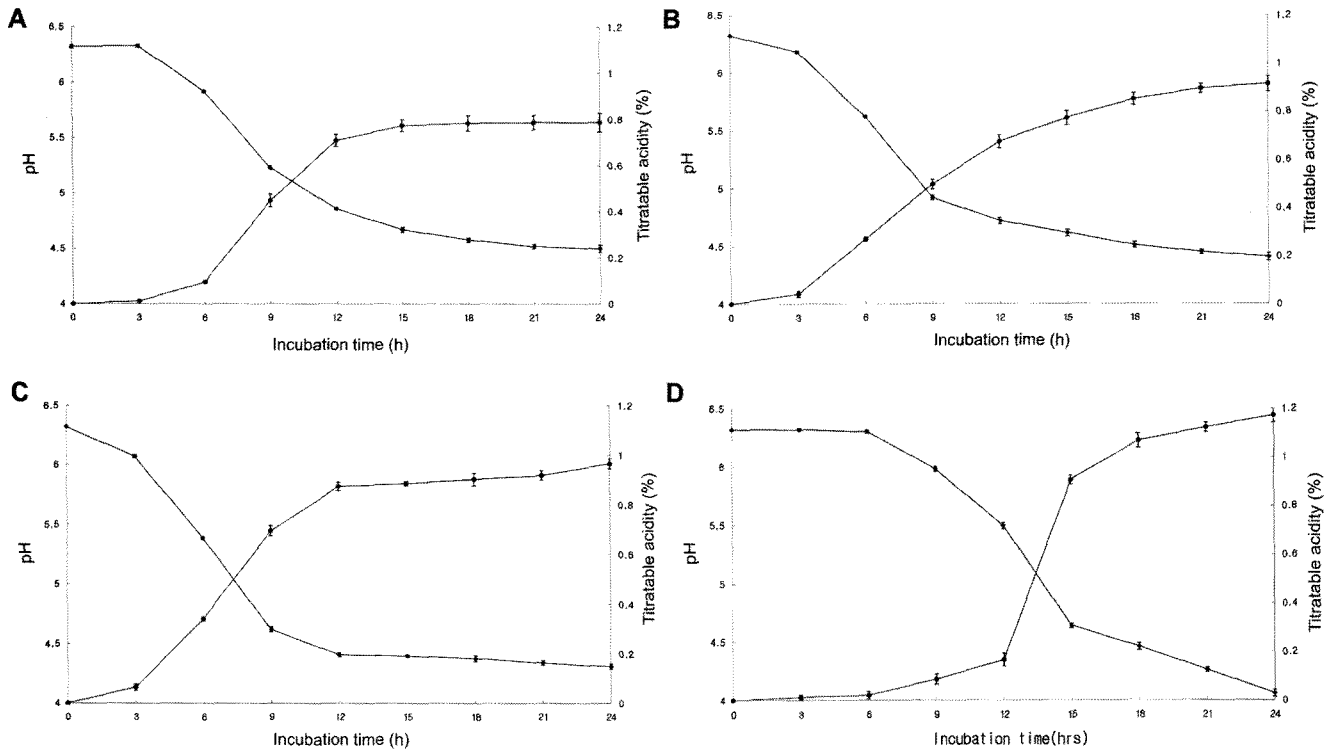 A
6.5
6
5.5
5
4.5
4
pH
1.2
1
0.8
0.6
0.4
0.2
0
Titratable acidity (%)
0 3 6 9 12 15 18 21 24
Incubation time (h)
B
6.5
6
5.5
5
4.5
4
pH
1.2
1
0.8
0.6
0.4
0.2
0
Titratable acidity (%)
0 3 6 9 12 15 18 21 24
Incubation time (h)
C
6.5
6
5.5
5
4.5
4
pH
1.2
1
0.8
0.6
0.4
0.2
0
Titratable acidity (%)
0 3 6 9 12 15 18 21 24
Incubation time (h)
D
6.5
6
5.5
5
4.5
4
pH
1.2
1
0.8
0.6
0.4
0.2
0
Titratable acidity (%)
0 3 6 9 12 15 18 21 24
Incubation time(hrs)